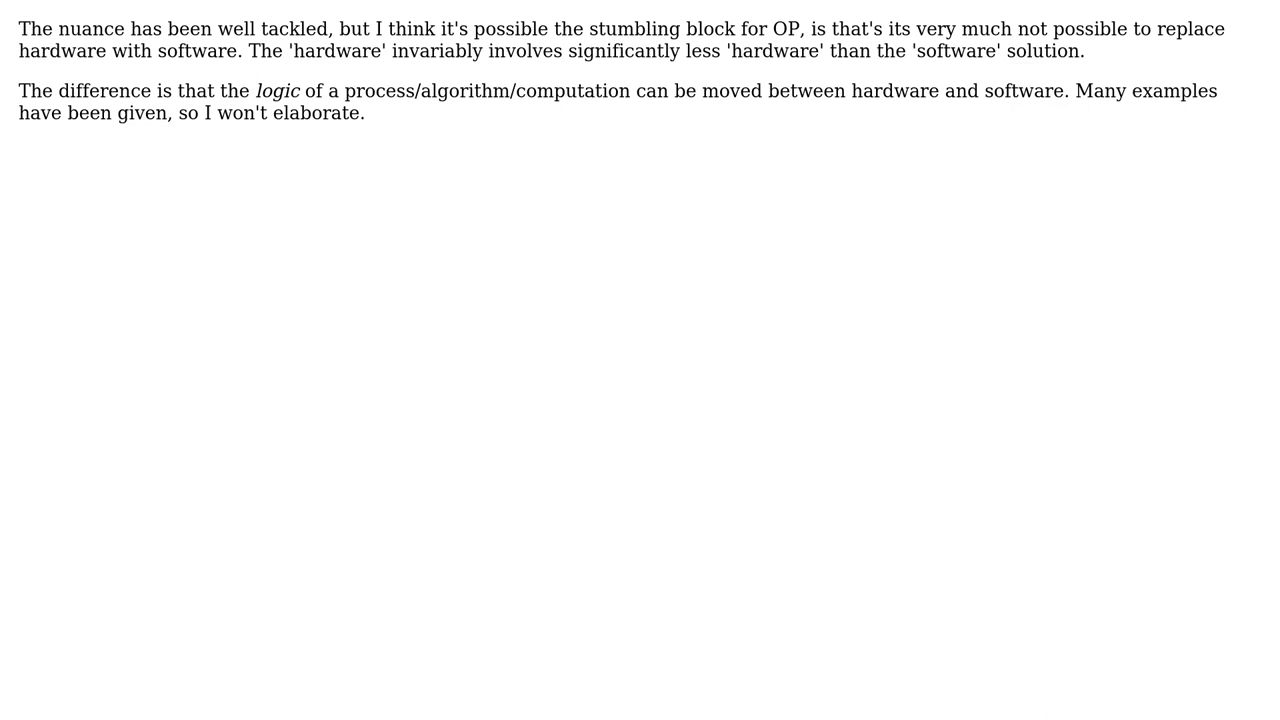 The nuance has been well tackled, but I think it's possible the stumbling block for OP, is that's its very much not possible to replace
hardware with software. The 'hardware' invariably involves significantly less 'hardware' than the 'software' solution.
The difference is that the logic of a process/algorithm/computation can be moved between hardware and software. Many examples
have been given, so I won't elaborate.